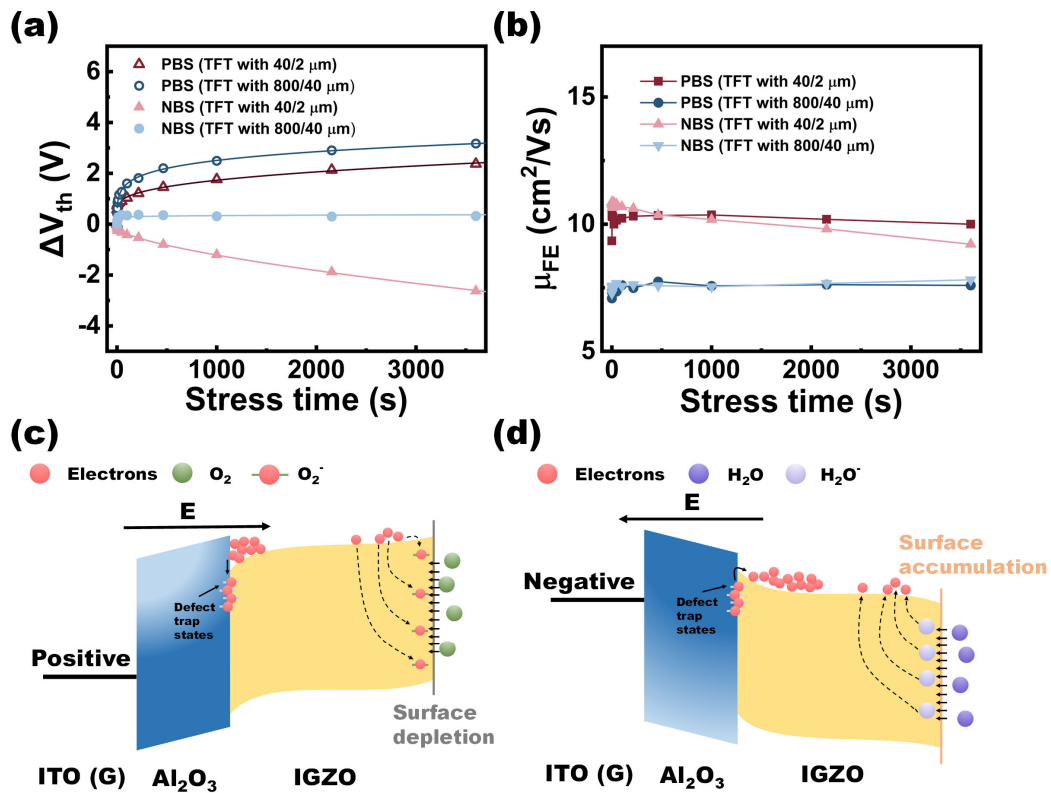 (a)
6
4
2
0
-2
-4
ΔVth (V)
PBS (TFT with 40/2 μm)
PBS (TFT with 800/40 μm)
NBS (TFT with 40/2 μm)
NBS (TFT with 800/40 μm)
0 1000 2000 3000
Stress time (s)
(b)
15
10
5
μFE (cm²/Vs)
PBS (TFT with 40/2 μm)
PBS (TFT with 800/40 μm)
NBS (TFT with 40/2 μm)
NBS (TFT with 800/40 μm)
0 1000 2000 3000
Stress time (s)
(c)
Electrons O₂ O₂⁻
E
Defect
trap
states
Positive
Surface
depletion
ITO (G) Al₂O₃ IGZO
(d)
Electrons H₂O H₂O⁻
E
Surface
accumulation
Negative
Defect
trap
states
ITO (G) Al₂O₃ IGZO